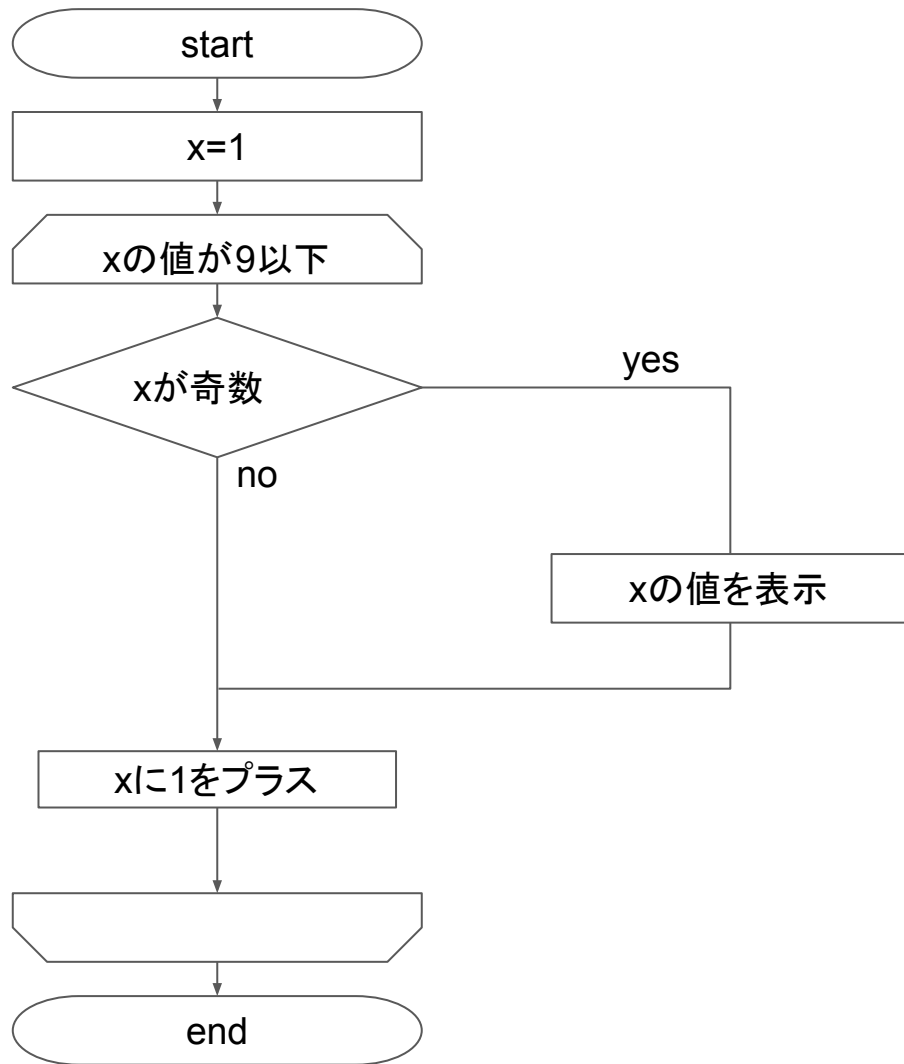 start
x=1
xの値が9以下
xが奇数
yes
no
xの値を表示
xに1をプラス
end